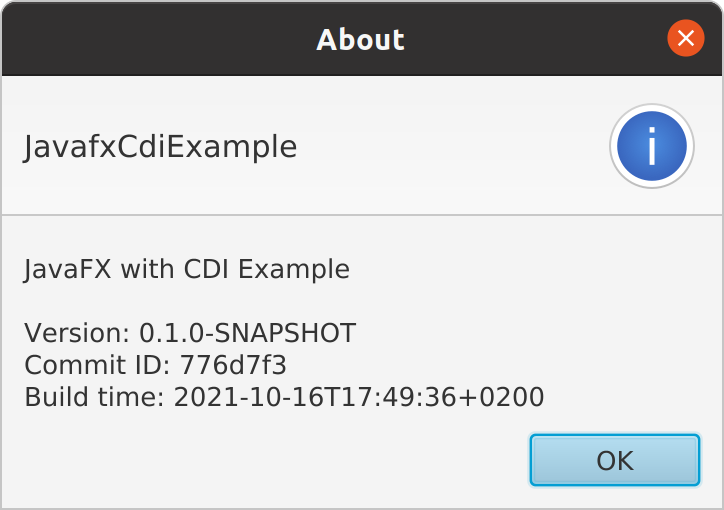 About
JavafxCdiExample
JavaFX with CDI Example
Version: 0.1.0-SNAPSHOT
Commit ID: 776d7f3
Build time: 2021-10-16T17:49:36+0200
OK